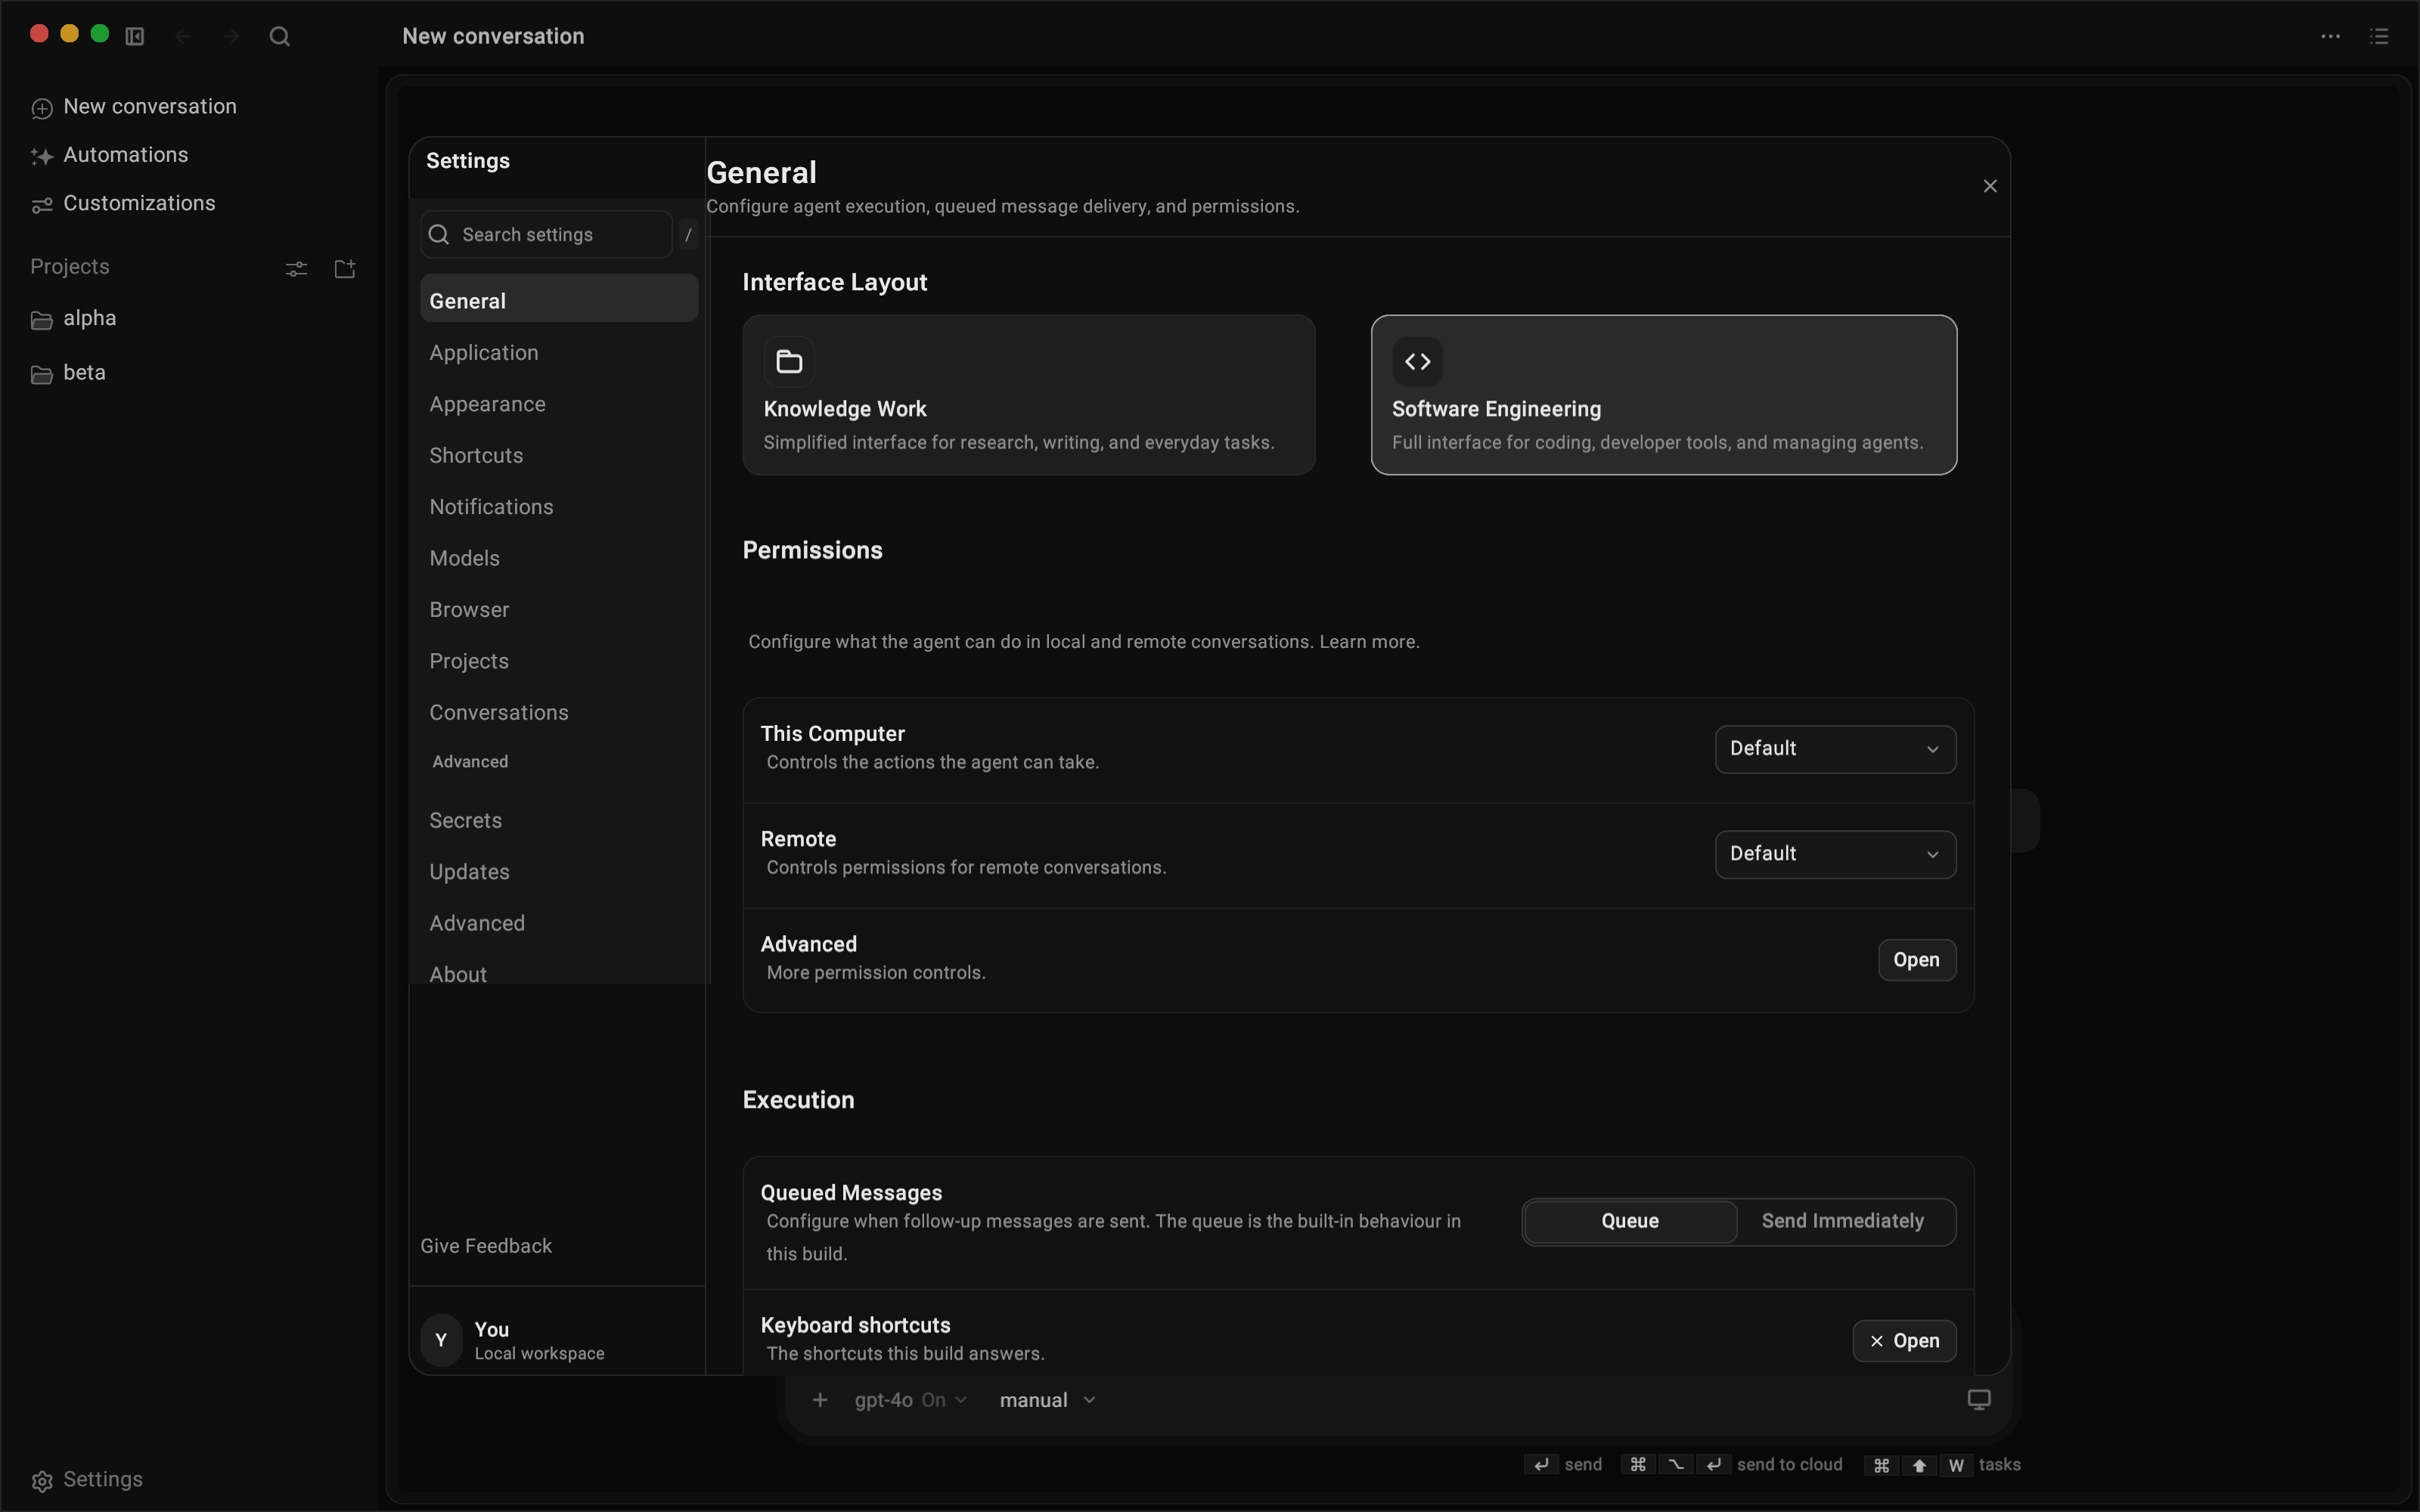 New conversation
New conversation
Automations
Customizations
Projects
alpha
beta
Settings
Settings
Search settings
/
General
Application
Appearance
Shortcuts
Notifications
Models
Browser
Projects
Conversations
Advanced
Secrets
Updates
Advanced
About
Give Feedback
Y
You
Local workspace
General
Configure agent execution, queued message delivery, and permissions.
Interface Layout
Knowledge Work
Simplified interface for research, writing, and everyday tasks.
Software Engineering
Full interface for coding, developer tools, and managing agents.
Permissions
Configure what the agent can do in local and remote conversations. Learn more.
This Computer
Controls the actions the agent can take.
Default
Remote
Controls permissions for remote conversations.
Default
Advanced
More permission controls.
Open
Execution
Queued Messages
Configure when follow-up messages are sent. The queue is the built-in behaviour in
this build.
Queue
Send Immediately
Keyboard shortcuts
The shortcuts this build answers.
Open
gpt-4o On
manual
send
⌘ ⌥ send to cloud
⌘ W tasks